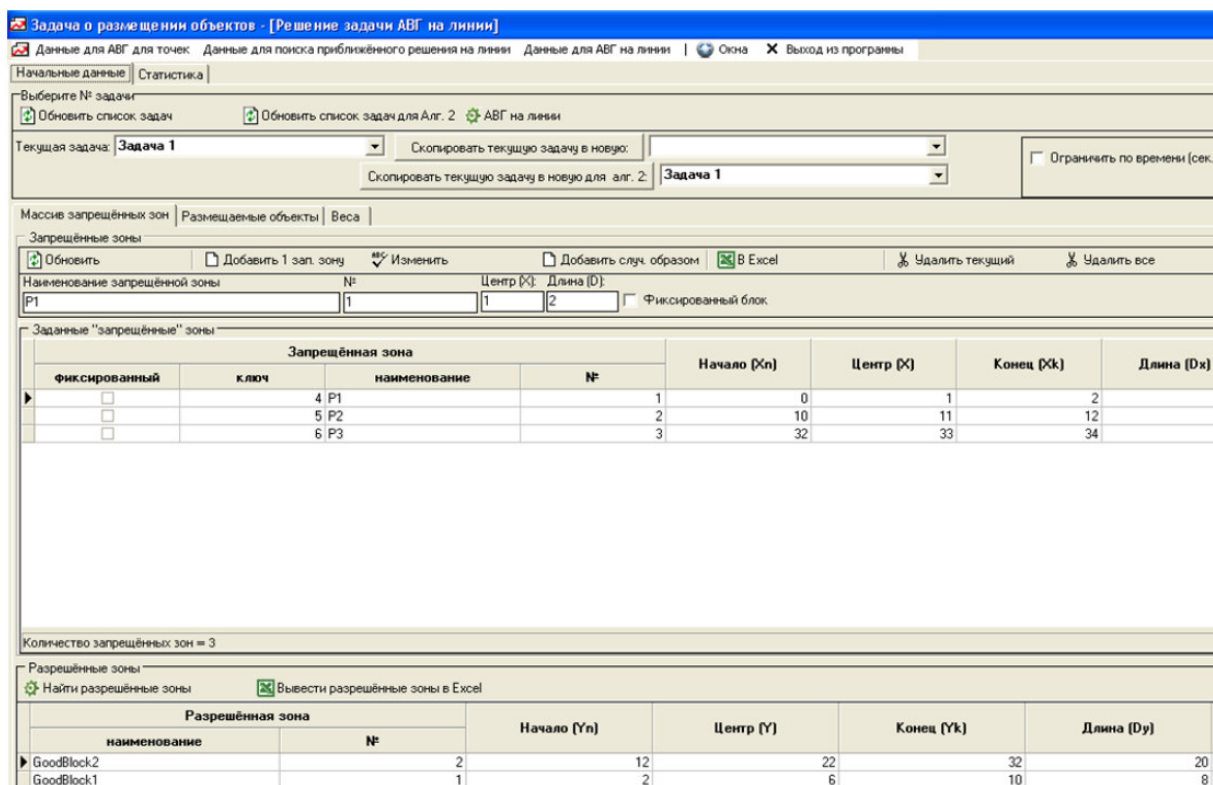 Задача о размещении объектов - [Решение задачи АВГ на линии]
Данные для АВГ для точек Данные для поиска приближённого решения на линии Данные для АВГ на линии | Окна Выход из программы
Начальные данные Статистика
Выберите № задачи
Обновить список задач Обновить список задач для Алг. 2 АВГ на линии
Текущая задача: Задача 1 Скопировать текущую задачу в новую: Ограничить по времени (сек.
Скопировать текущую задачу в новую для алг. 2: Задача 1
Массив запрещённых зон Размещаемые объекты Веса
Запрещённые зоны
Обновить Добавить 1 зап. зону Изменить Добавить случ. образом В Excel Удалить текущий Удалить все
Наименование запрещённой зоны № Центр (X): Длина (D):
P1 1 1 2 Фиксированный блок
Заданные "запрещённые" зоны
Запрещённая зона Начало (Xn) Центр (X) Конец (Xk) Длина (Dx)
фиксированный ключ наименование №
4 P1 1 0 1 2
5 P2 2 10 11 12
6 P3 3 32 33 34
Количество запрещённых зон = 3
Разрешённые зоны
Найти разрешённые зоны Вывести разрешённые зоны в Excel
Разрешённая зона Начало (Yn) Центр (Y) Конец (Yk) Длина (Dy)
наименование №
GoodBlock2 2 12 22 32 20
GoodBlock1 1 2 6 10 8